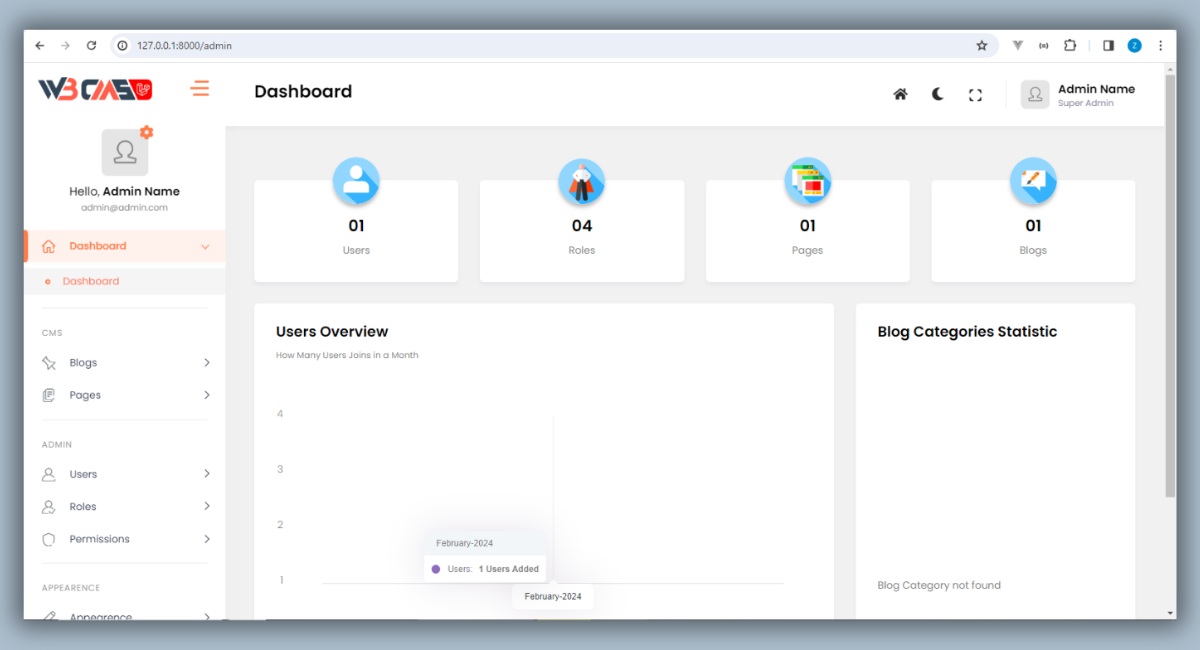 127.0.0.1:8000/admin
Z
W3CMS
Dashboard
Admin Name
Super Admin
Hello, Admin Name
admin@admin.com
Dashboard
Dashboard
CMS
Blogs
Pages
ADMIN
Users
Roles
Permissions
APPEARENCE
Appearence
01
Users
04
Roles
01
Pages
01
Blogs
Users Overview
How Many Users Joins in a Month
4
3
2
1
February-2024
Users: 1 Users Added
February-2024
Blog Categories Statistic
Blog Category not found